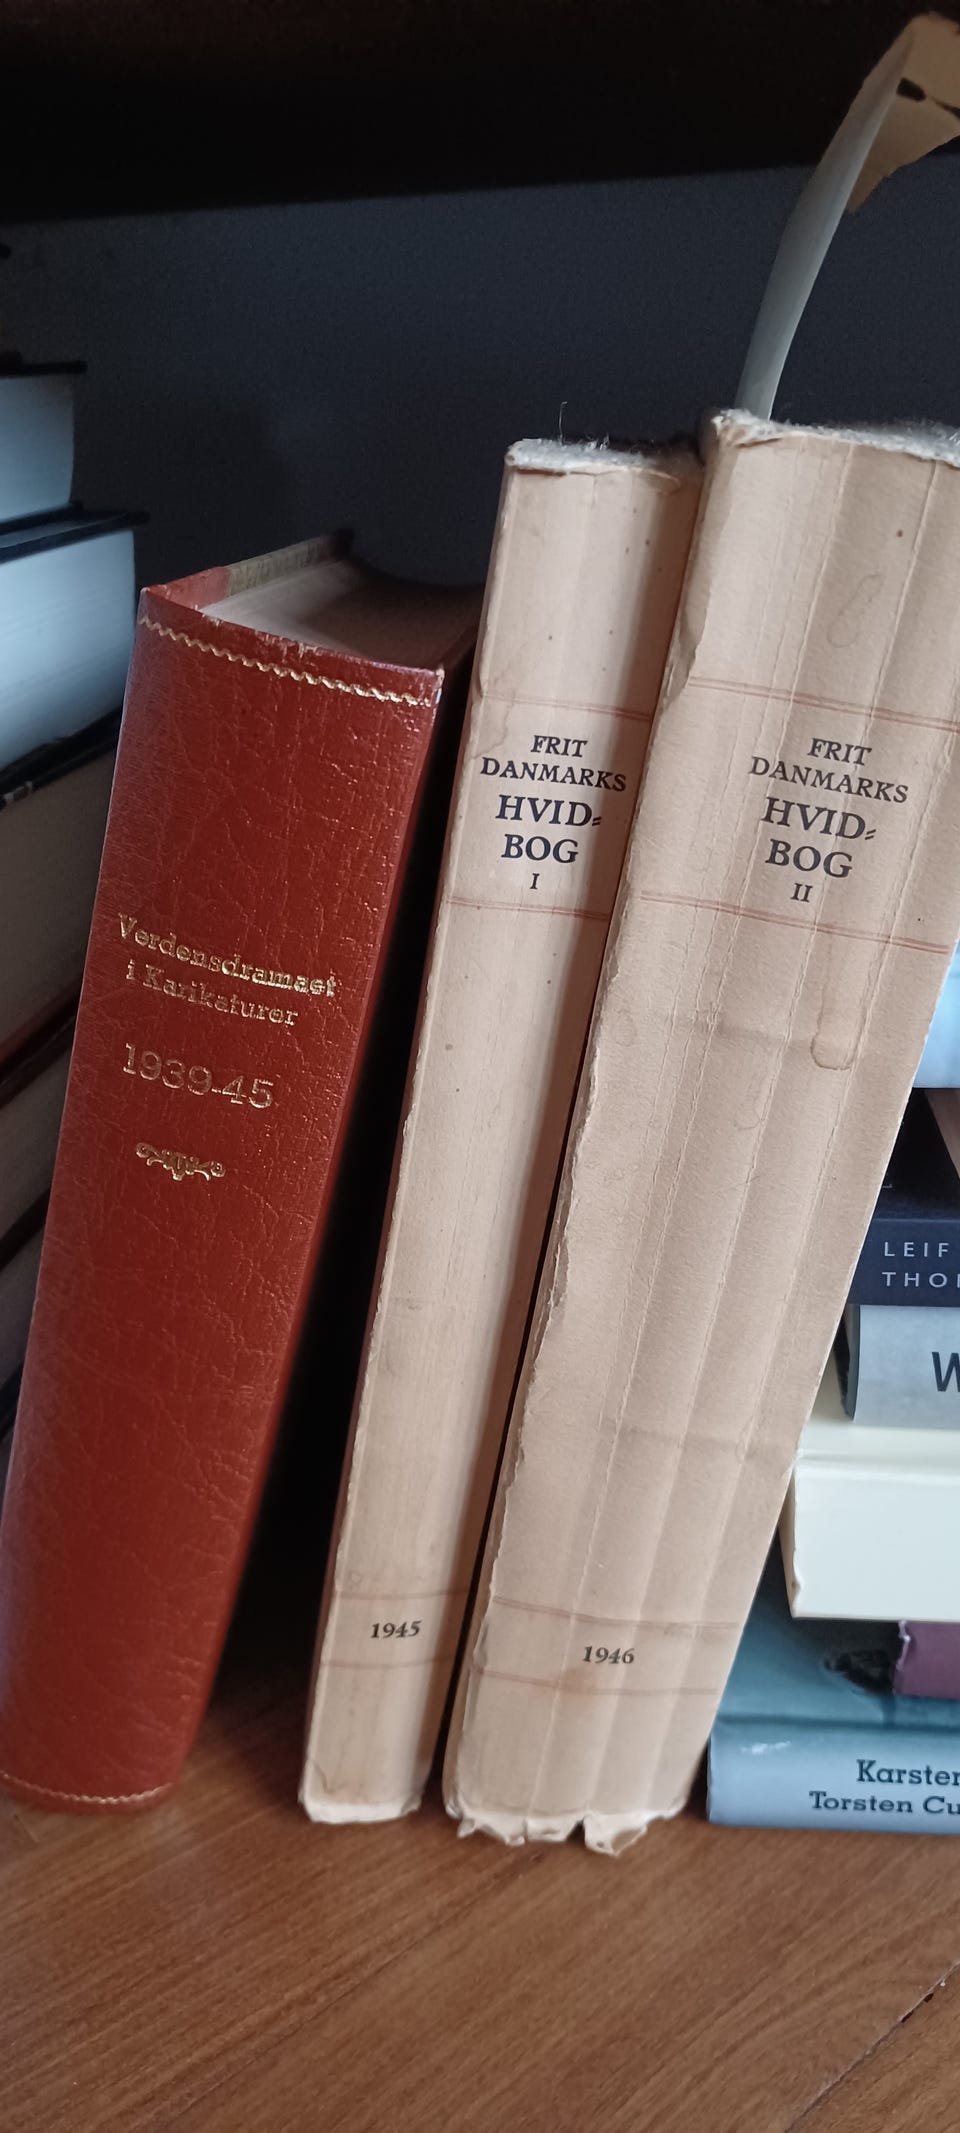 Verdensdramaet
i Karikaturer
1939-45
FRIT
DANMARKS
HVID=
BOG
I
1945
FRIT
DANMARKS
HVID=
BOG
II
1946
LEIF
Karsten
Torsten